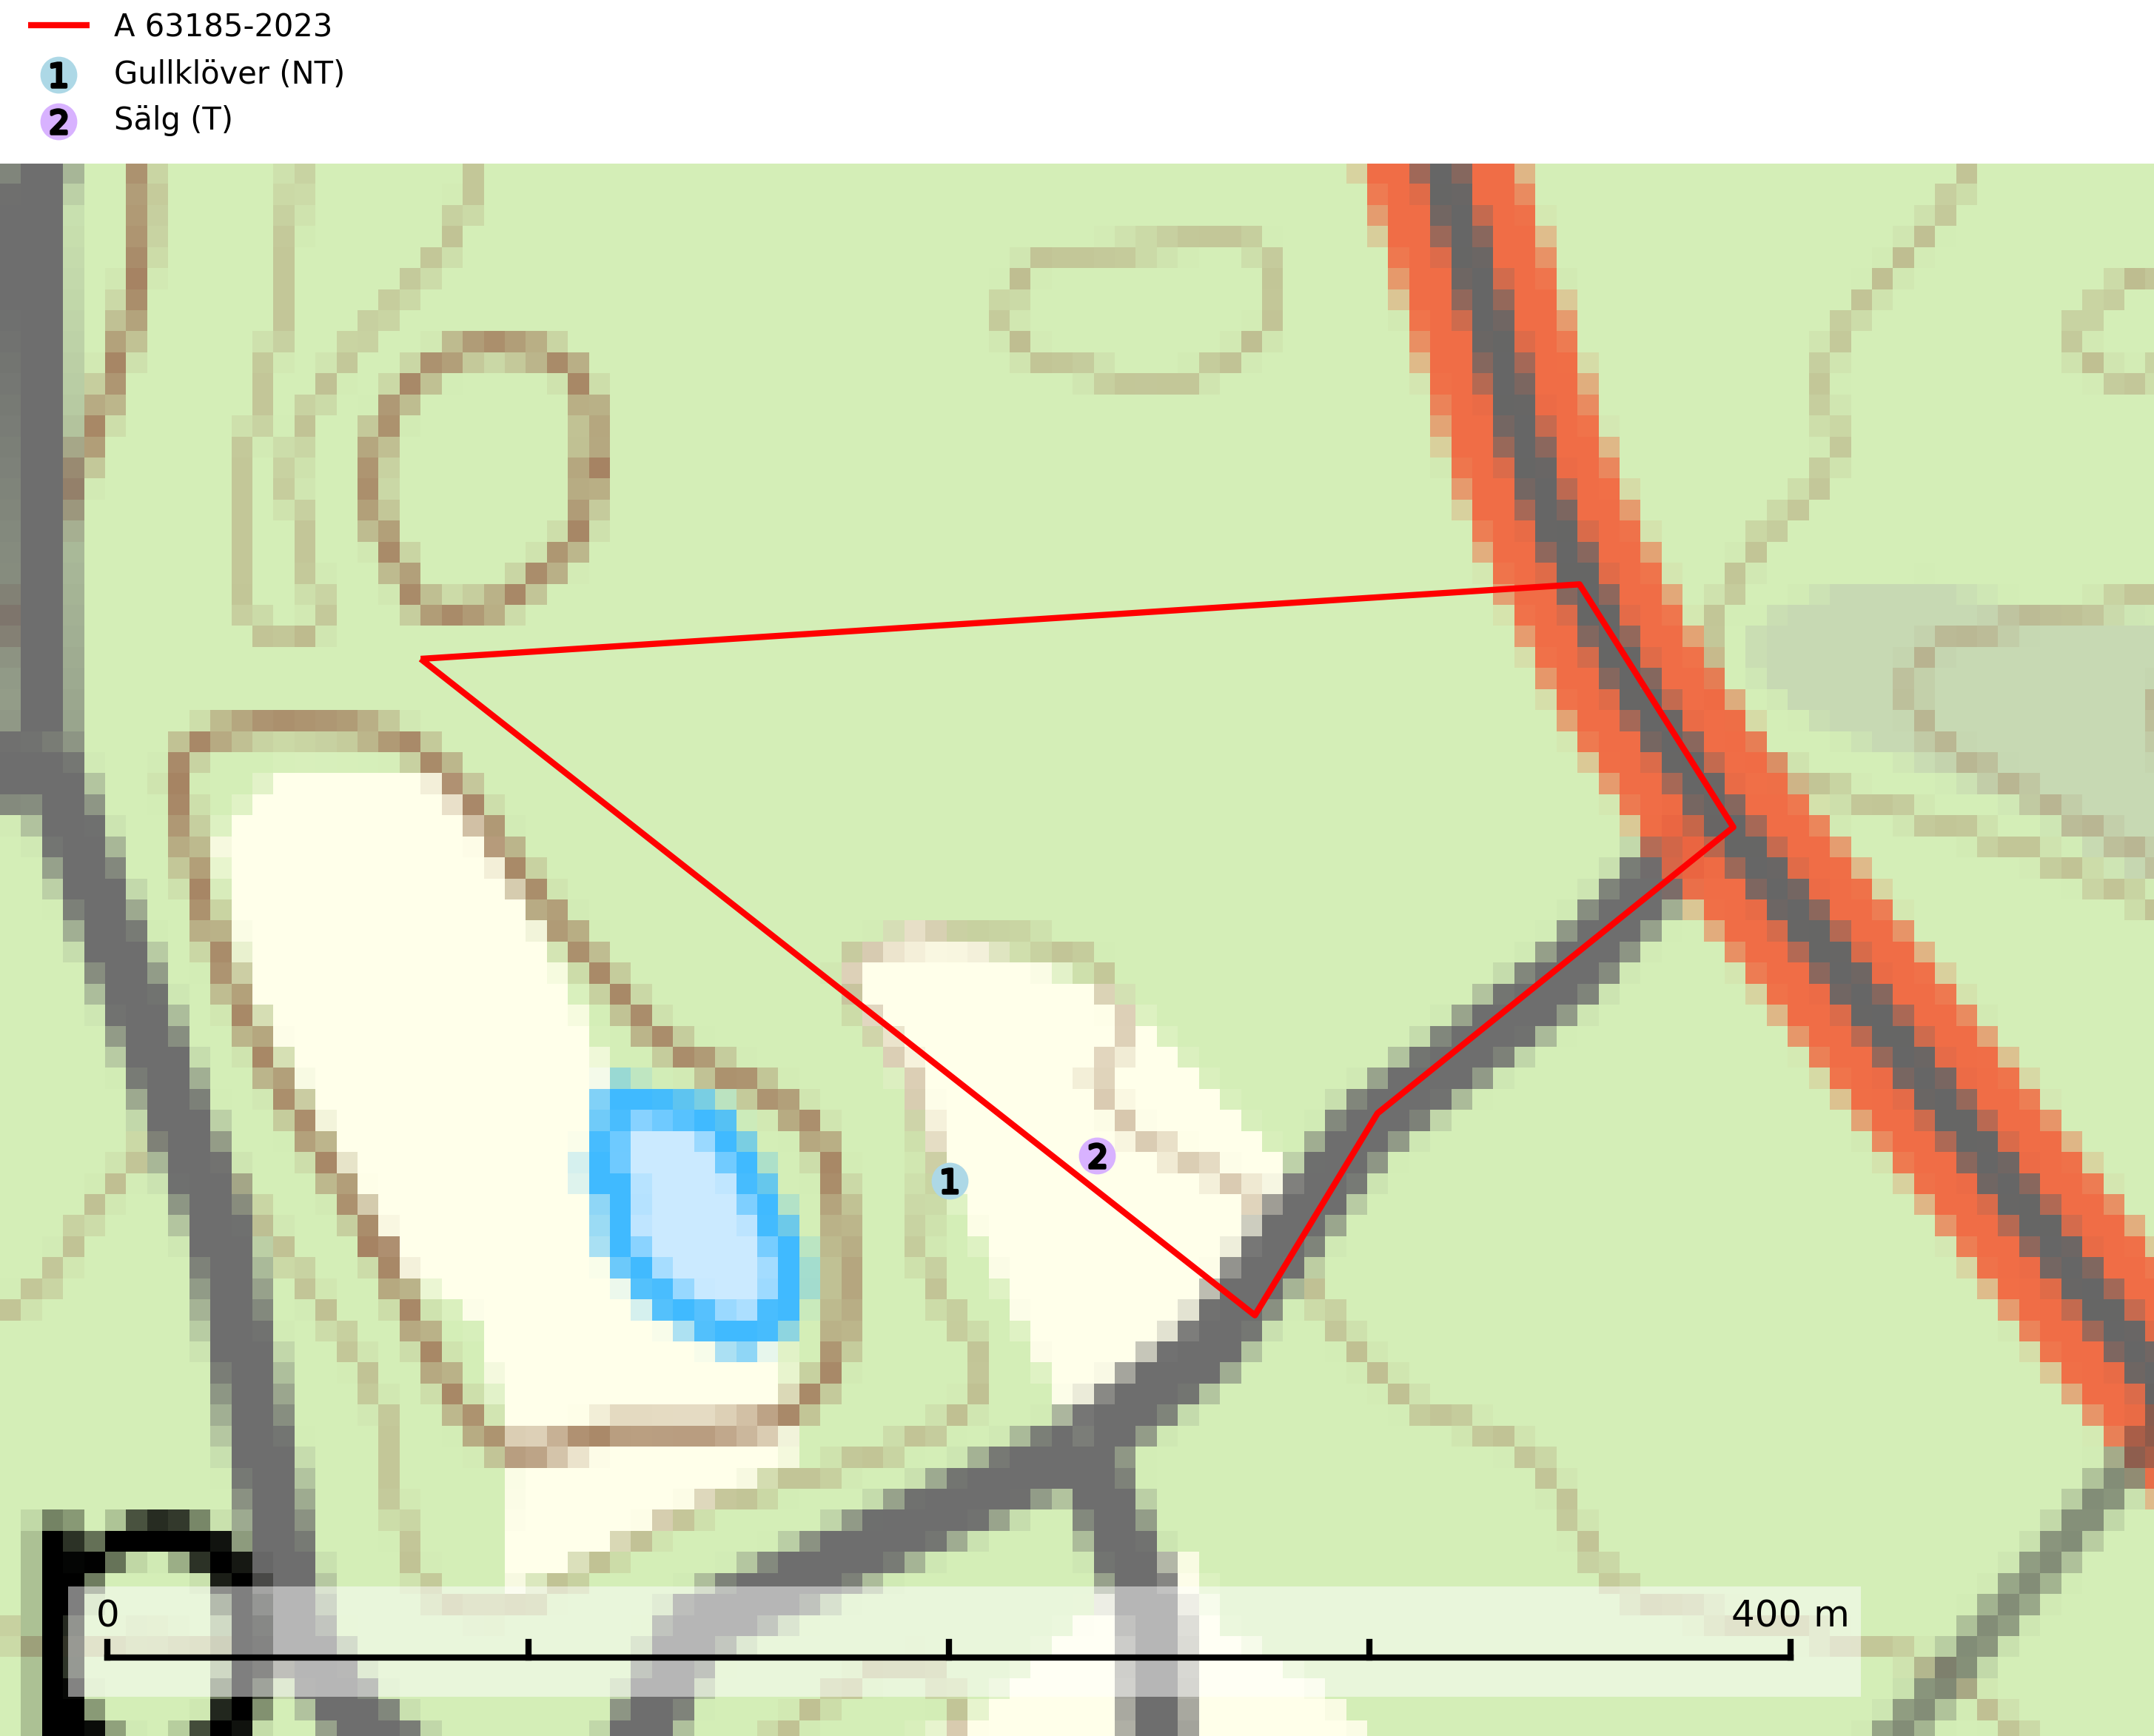 A 63185-2023
1 Gullklöver (NT)
2 Sälg (T)
2
1
0 400 m